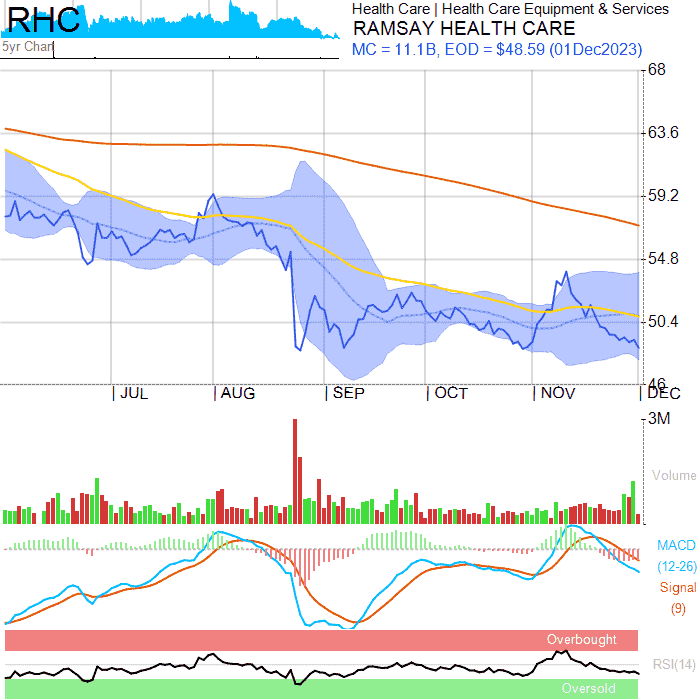 RHC
5yr Chart
Health Care | Health Care Equipment & Services
RAMSAY HEALTH CARE
MC = 11.1B, EOD = $48.59 (01Dec2023)
68
63.6
59.2
54.8
50.4
46
JUL
AUG
SEP
OCT
NOV
DEC
3M
Volume
MACD
(12-26)
Signal
(9)
Overbought
RSI(14)
Oversold